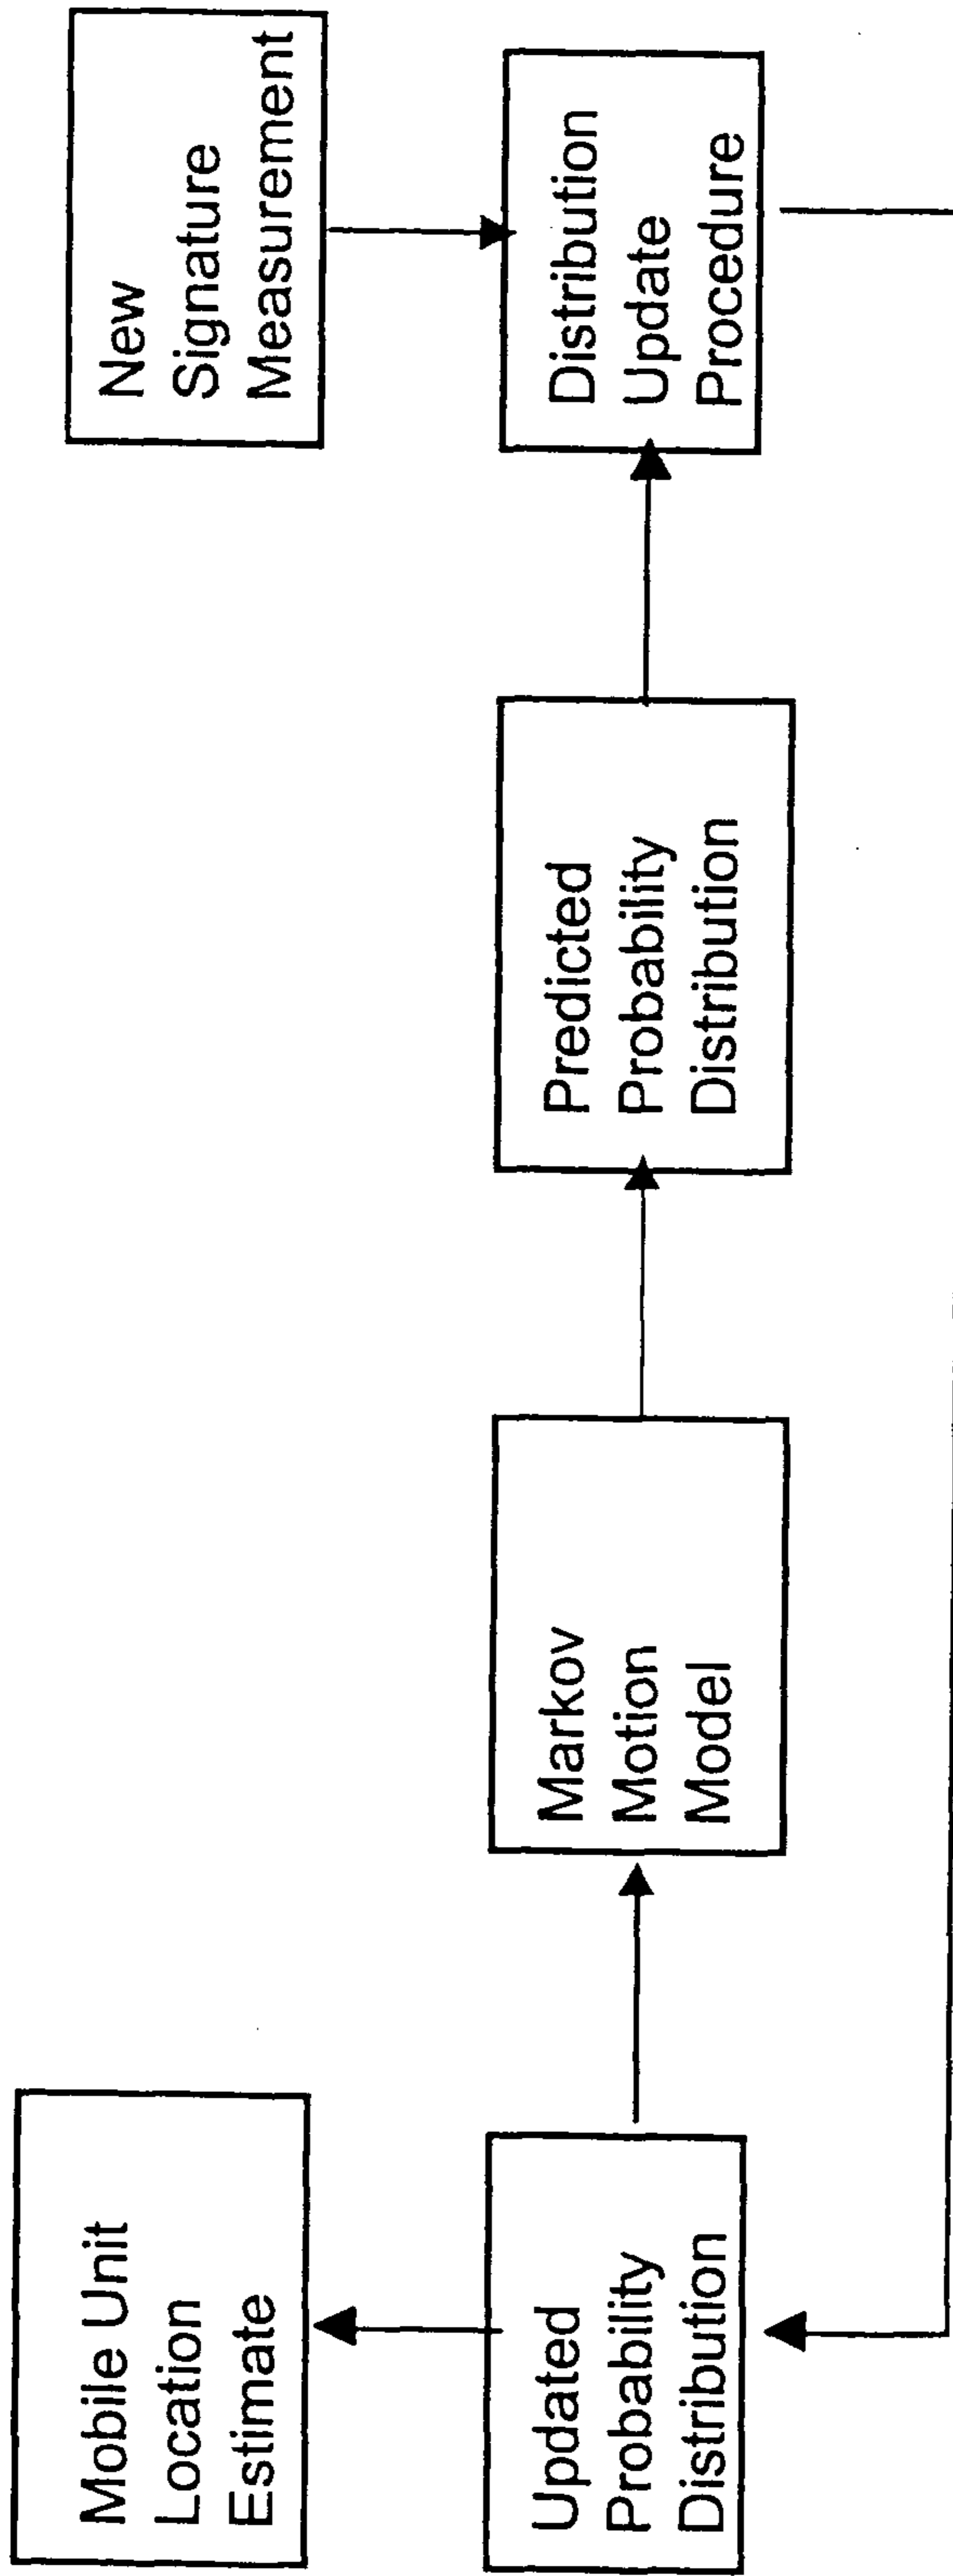 Mobile Unit
Location
Estimate
New
Signature
Measurement
Updated
Probability
Distribution
Markov
Motion
Model
Predicted
Probability
Distribution
Distribution
Update
Procedure